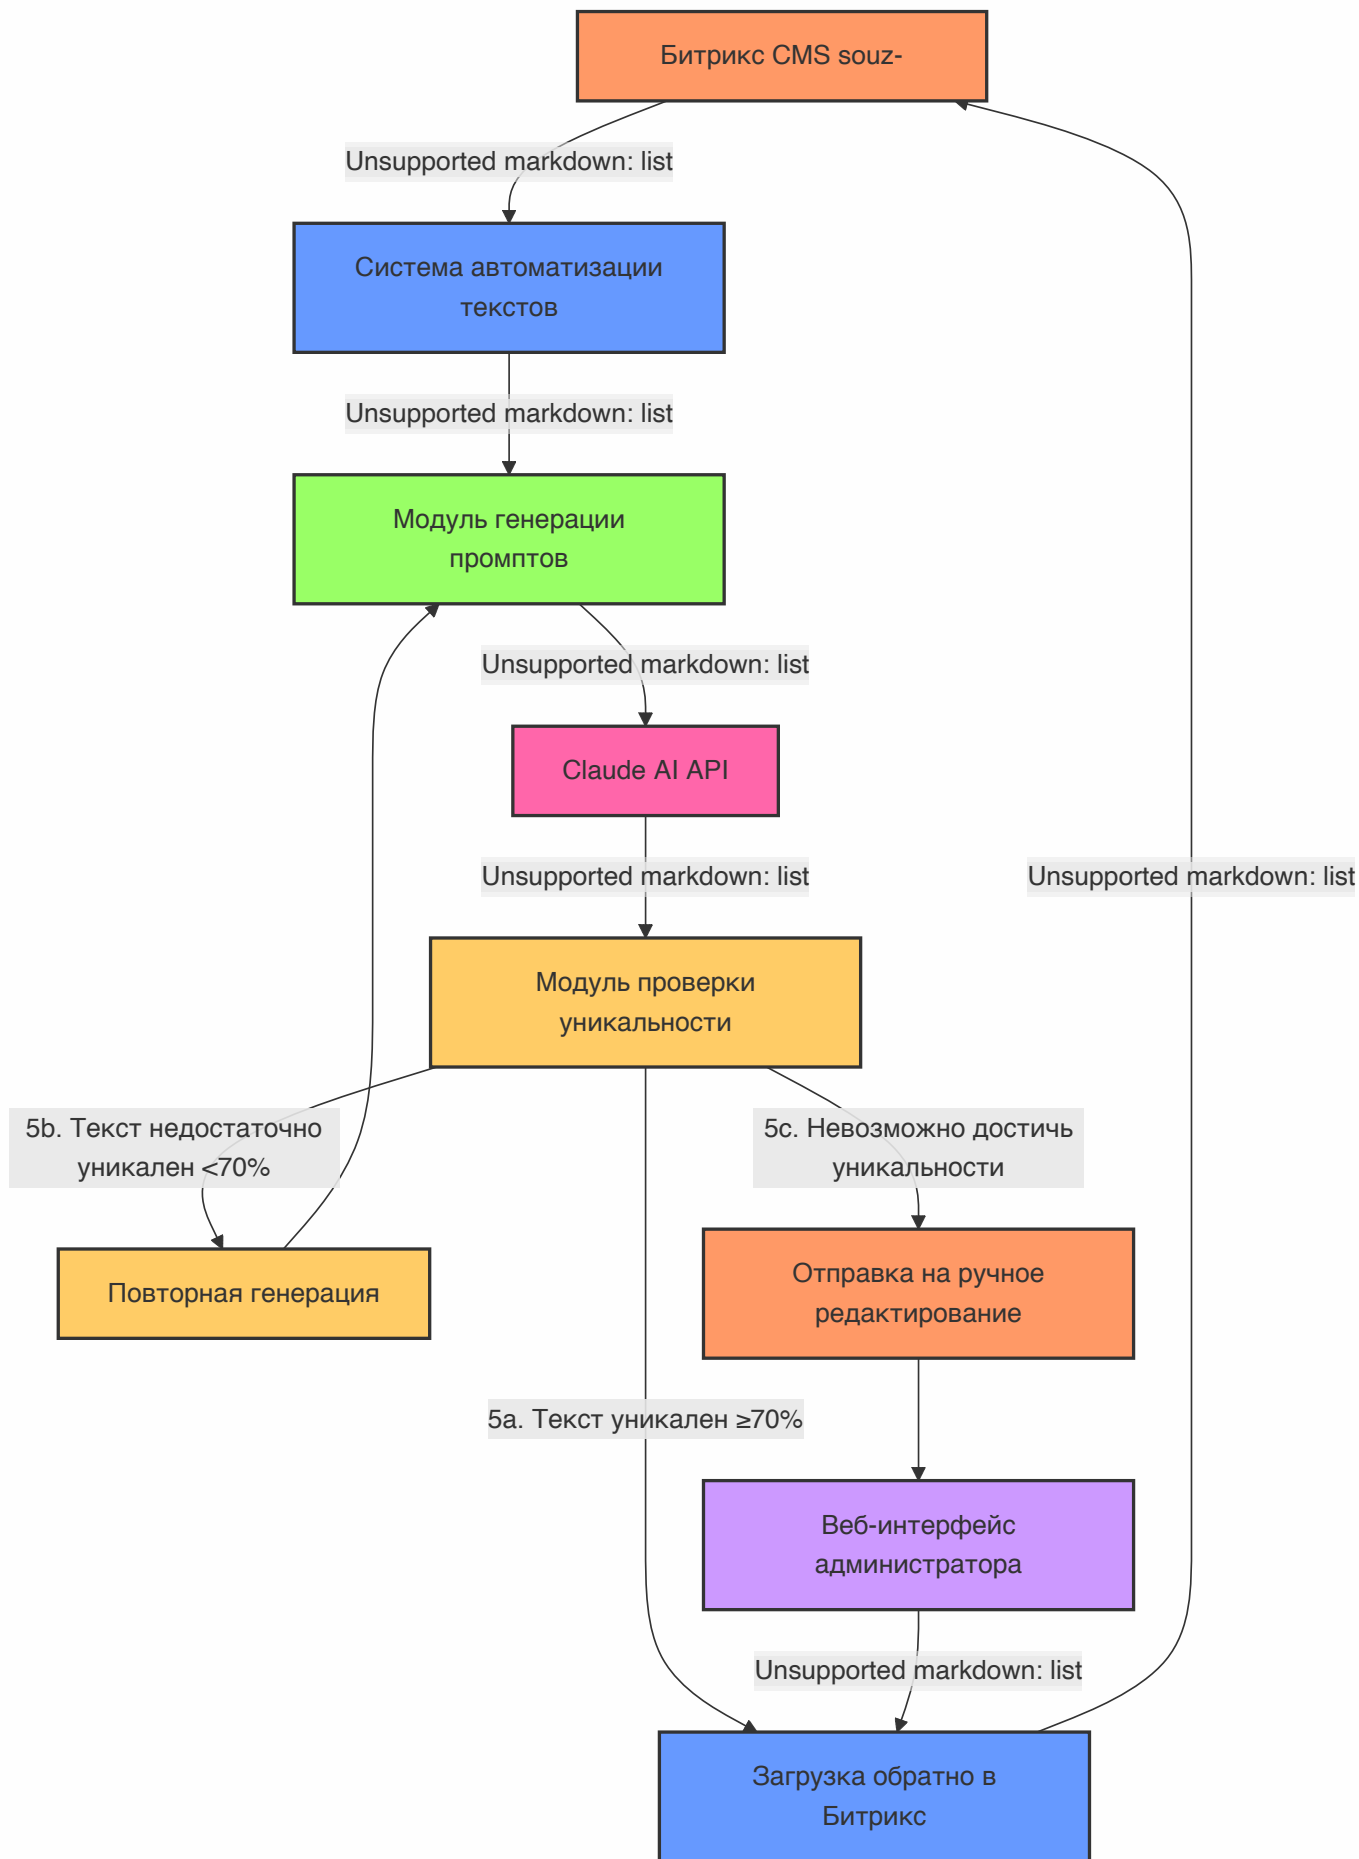 Битрикс CMS souz-
Unsupported markdown: list
Система автоматизации
текстов
Unsupported markdown: list
Модуль генерации
промптов
Unsupported markdown: list
Claude AI API
Unsupported markdown: list
Unsupported markdown: list
Модуль проверки
уникальности
5b. Текст недостаточно
уникален <70%
5c. Невозможно достичь
уникальности
Повторная генерация
Отправка на ручное
редактирование
5a. Текст уникален ≥70%
Веб-интерфейс
администратора
Unsupported markdown: list
Загрузка обратно в
Битрикс